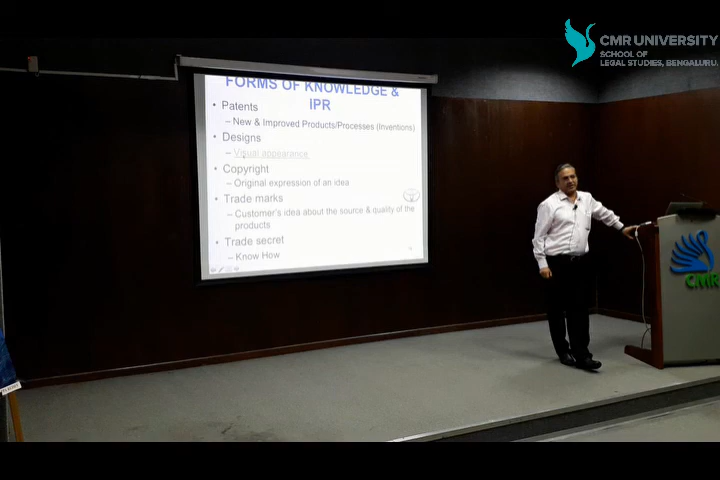 CMR UNIVERSITY
SCHOOL OF
LEGAL STUDIES, BENGALURU.
FORMS OF KNOWLEDGE &
IPR
• Patents
– New & Improved Products/Processes (Inventions)
• Designs
– Visual appearance
• Copyright
– Original expression of an idea
• Trade marks
– Customer's idea about the source & quality of the
products
• Trade secret
– Know How
CMR